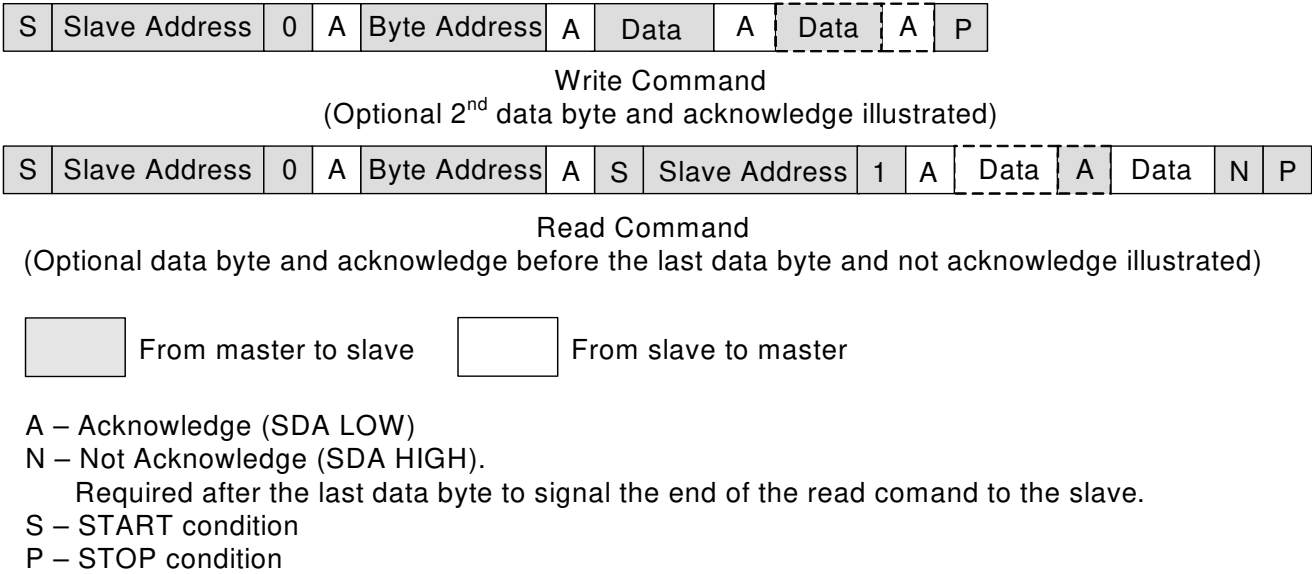 S Slave Address 0 A Byte Address A Data A Data A P
Write Command
(Optional 2nd data byte and acknowledge illustrated)
S Slave Address 0 A Byte Address A S Slave Address 1 A Data A Data N P
Read Command
(Optional data byte and acknowledge before the last data byte and not acknowledge illustrated)
From master to slave From slave to master
A – Acknowledge (SDA LOW)
N – Not Acknowledge (SDA HIGH).
Required after the last data byte to signal the end of the read comand to the slave.
S – START condition
P – STOP condition